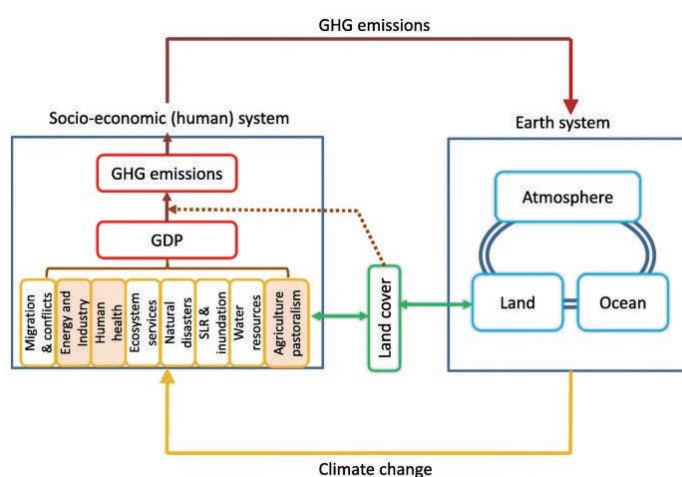 GHG emissions
Socio-economic (human) system
Earth system
GHG emissions
Atmosphere
GDP
Land
Ocean
Land cover
Migration
& conflicts
Energy and
Industry
Human
health
Ecosystem
services
Natural
disasters
SLR &
inundation
Water
resources
Agriculture
pastoralism
Climate change